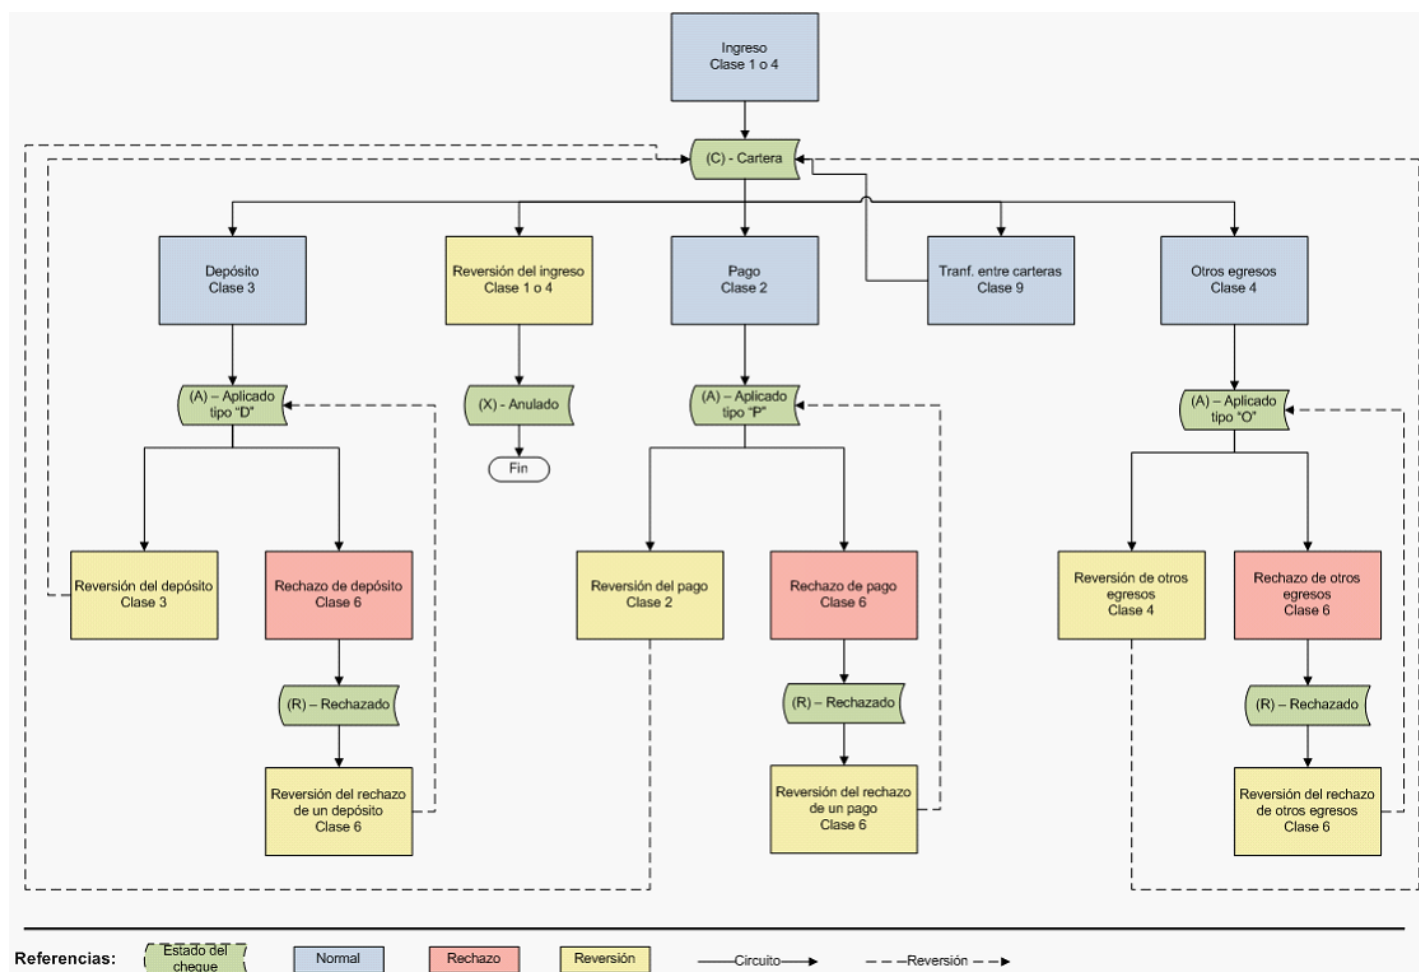 Ingreso
Clase 1 o 4
(C) - Cartera
Depósito
Clase 3
Reversión del ingreso
Clase 1 o 4
Pago
Clase 2
Tranf. entre carteras
Clase 9
Otros egresos
Clase 4
(A) – Aplicado
tipo “D”
(X) - Anulado
(A) – Aplicado
tipo “P”
(A) – Aplicado
tipo “O”
Fin
Reversión del depósito
Clase 3
Rechazo de depósito
Clase 6
Reversión del pago
Clase 2
Rechazo de pago
Clase 6
Reversión de otros
egresos
Clase 4
Rechazo de otros
egresos
Clase 6
(R) – Rechazado
(R) – Rechazado
(R) – Rechazado
Reversión del rechazo
de un depósito
Clase 6
Reversión del rechazo
de un pago
Clase 6
Reversión del rechazo
de otros egresos
Clase 6
Referencias:
Estado del
cheque
Normal
Rechazo
Reversión
Circuito
Reversión